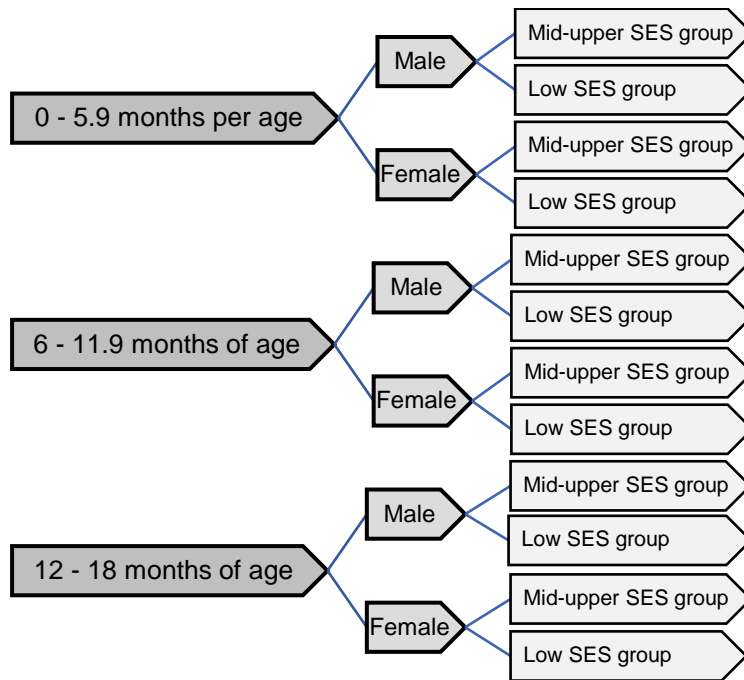 0 - 5.9 months per age
Male
Mid-upper SES group
Low SES group
Female
Mid-upper SES group
Low SES group
6 - 11.9 months of age
Male
Mid-upper SES group
Low SES group
Female
Mid-upper SES group
Low SES group
12 - 18 months of age
Male
Mid-upper SES group
Low SES group
Female
Mid-upper SES group
Low SES group